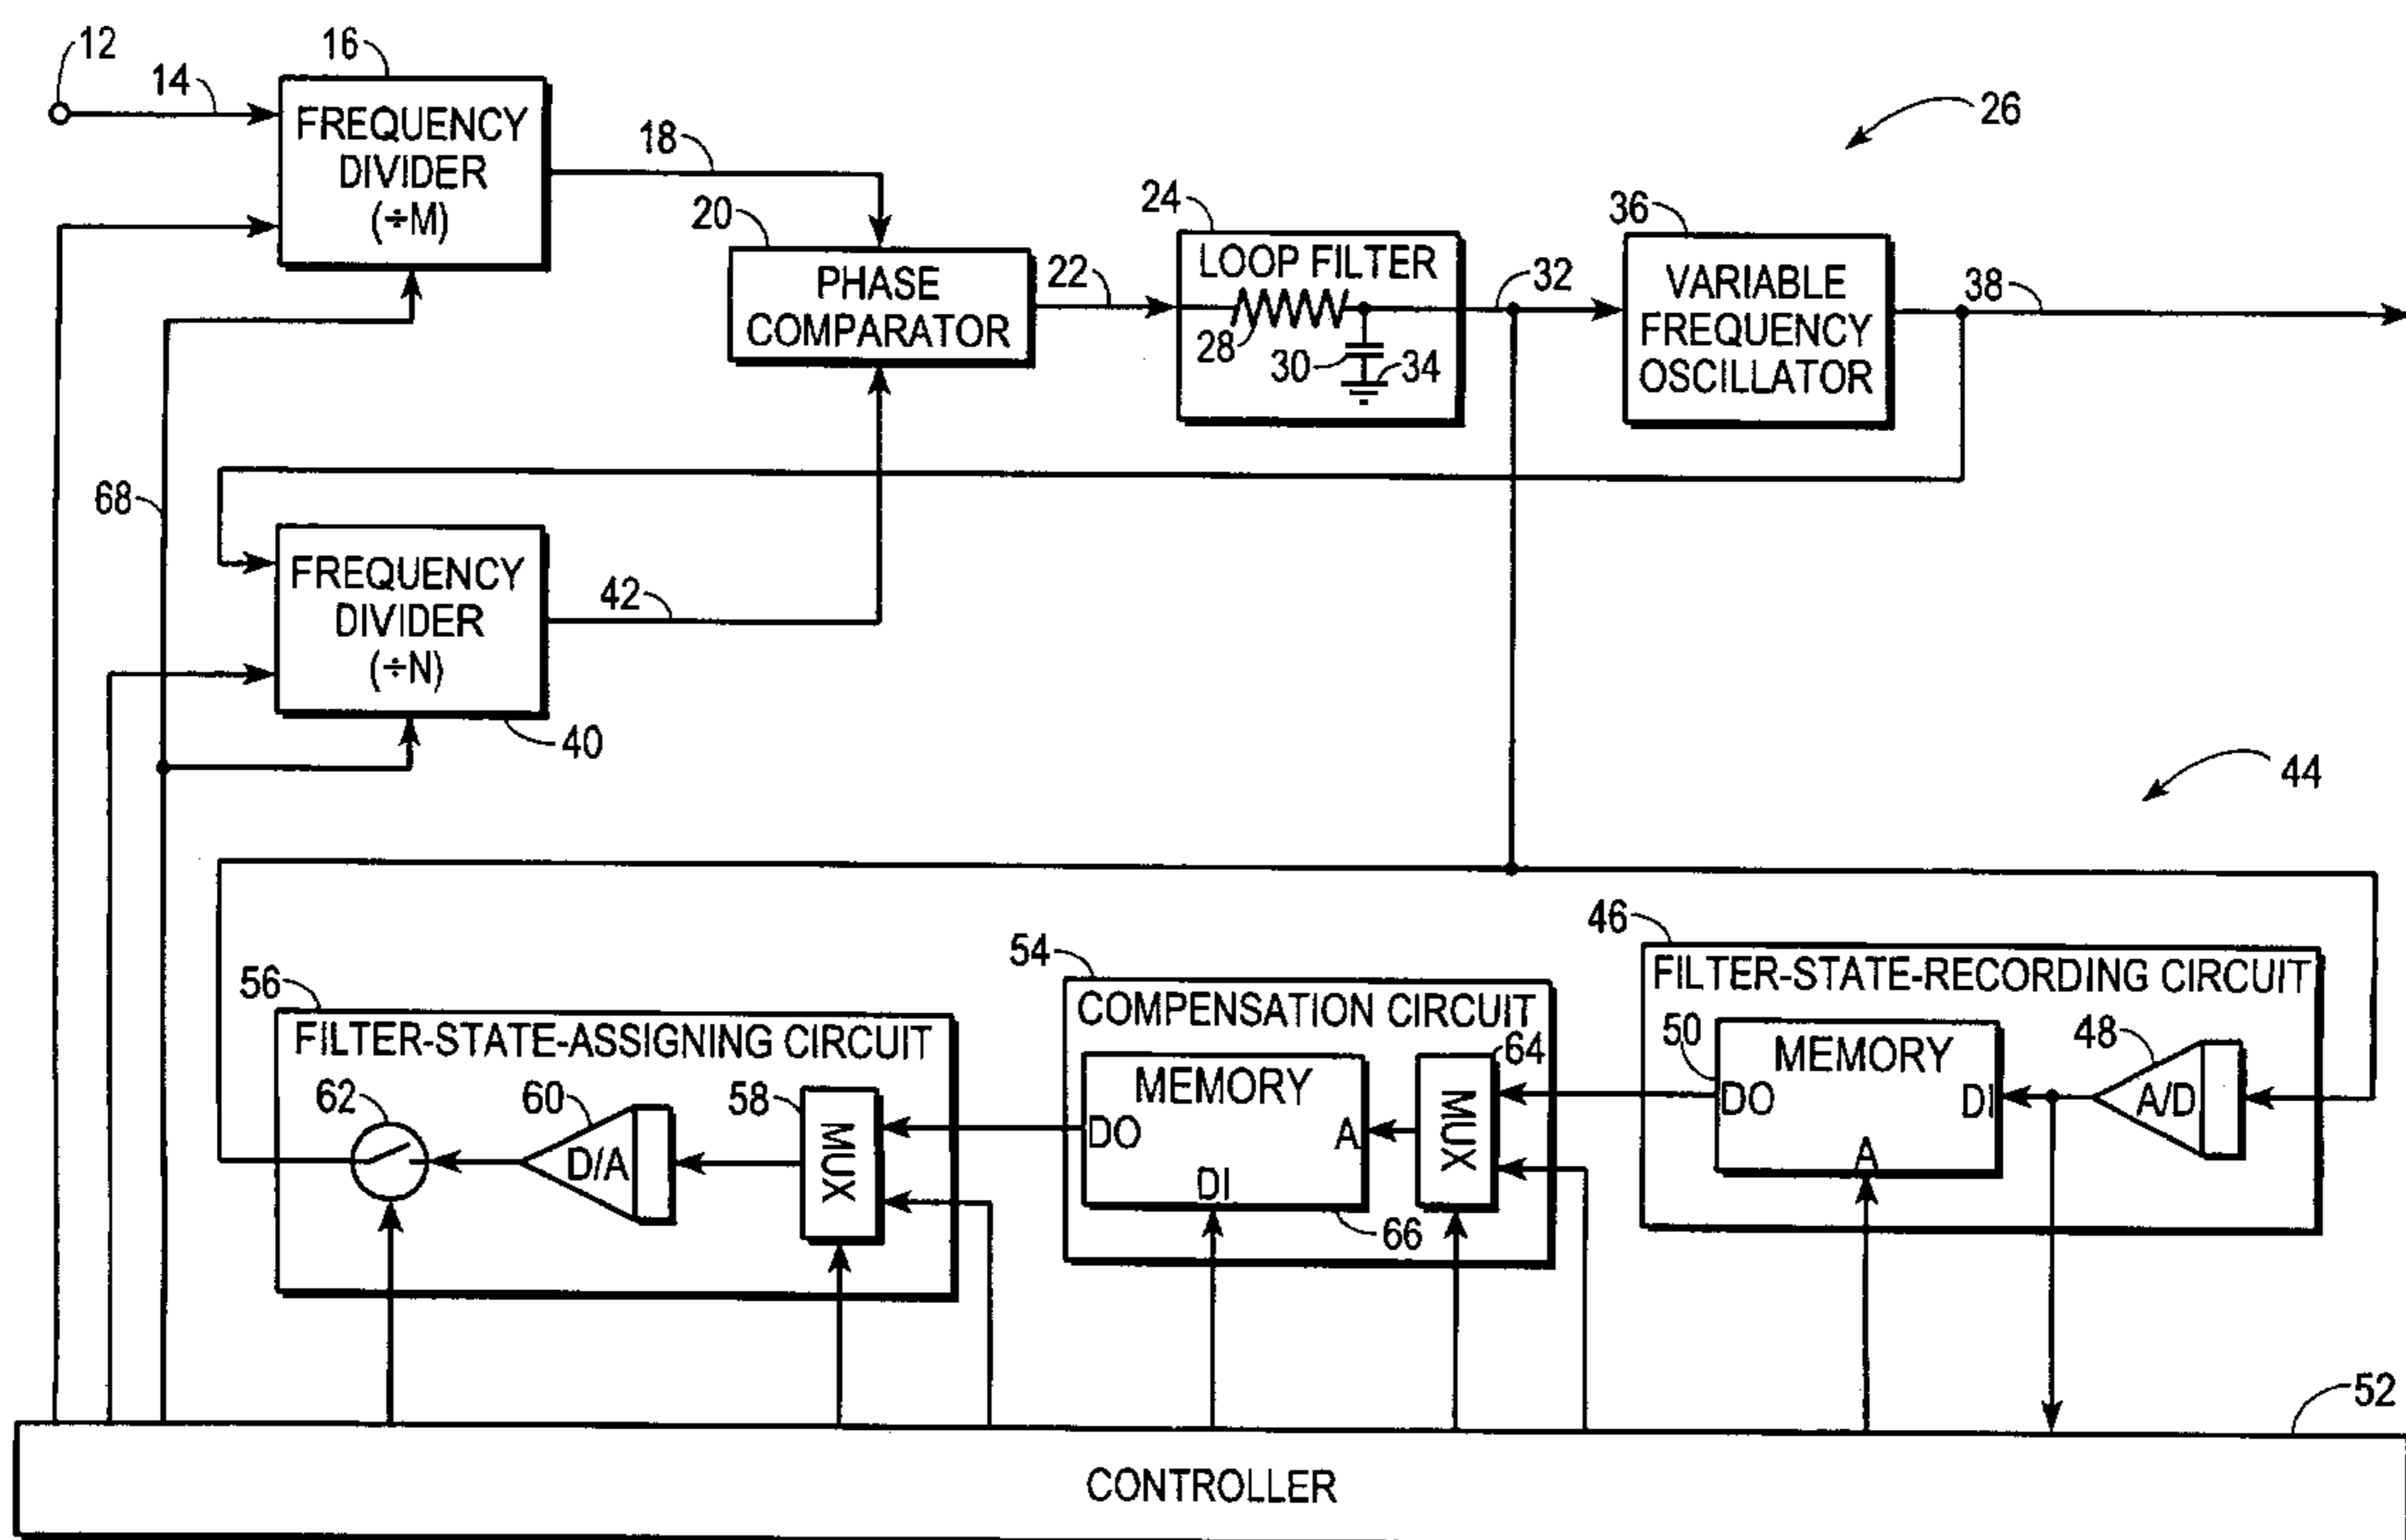 12
14
16
FREQUENCY
DIVIDER
(÷M)
18
20
PHASE
COMPARATOR
22
24
LOOP FILTER
28
30
34
32
36
VARIABLE
FREQUENCY
OSCILLATOR
38
26
68
FREQUENCY
DIVIDER
(÷N)
40
42
44
56
FILTER-STATE-ASSIGNING CIRCUIT
62
60
D/A
58
MUX
54
COMPENSATION CIRCUIT
MEMORY
DO
A
DI
66
64
MUX
46
FILTER-STATE-RECORDING CIRCUIT
50
MEMORY
DO
DI
A
48
A/D
52
CONTROLLER